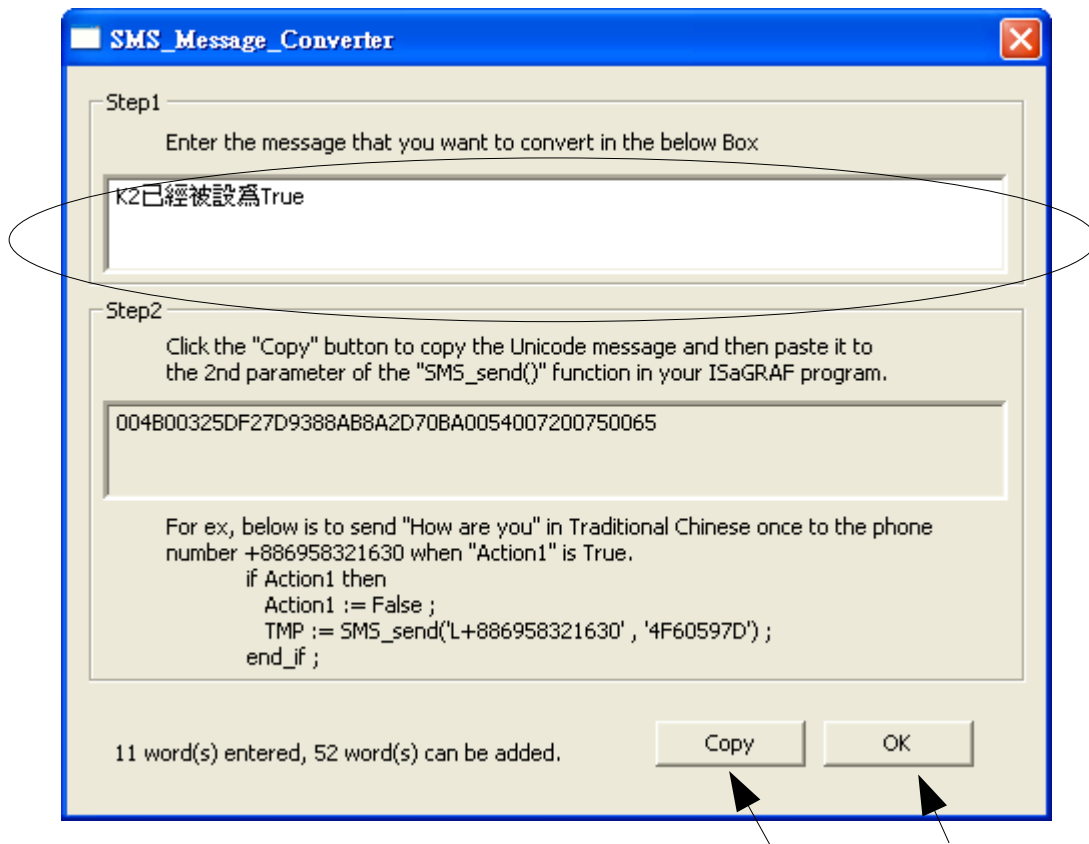 SMS_Message_Converter
Step1
Enter the message that you want to convert in the below Box
K2已經被設爲True
Step2
Click the "Copy" button to copy the Unicode message and then paste it to
the 2nd parameter of the "SMS_send()" function in your ISaGRAF program.
004B00325DF27D9388AB8A2D70BA0054007200750065
For ex, below is to send "How are you" in Traditional Chinese once to the phone
number +886958321630 when "Action1" is True.
if Action1 then
Action1 := False ;
TMP := SMS_send('L+886958321630' , '4F60597D') ;
end_if ;
11 word(s) entered, 52 word(s) can be added.
Copy
OK